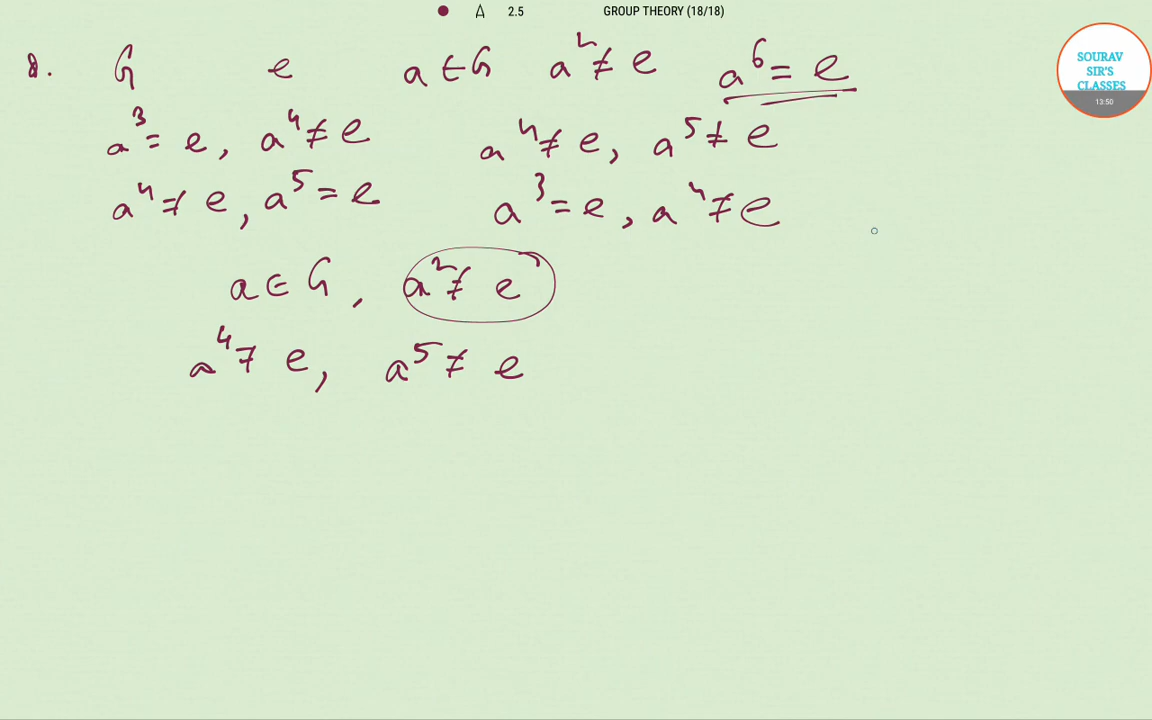 2.5 GROUP THEORY (18/18)
SOURAV
SIR'S
CLASSES
13:50
8. G e a ∈ G a² ≠ e a⁶ = e
a³ = e, a⁴ ≠ e a⁴ ≠ e, a⁵ ≠ e
a⁴ ≠ e, a⁵ = e a³ = e, a⁴ ≠ e
a ∈ G, a² ≠ e
a⁴ ≠ e, a⁵ ≠ e